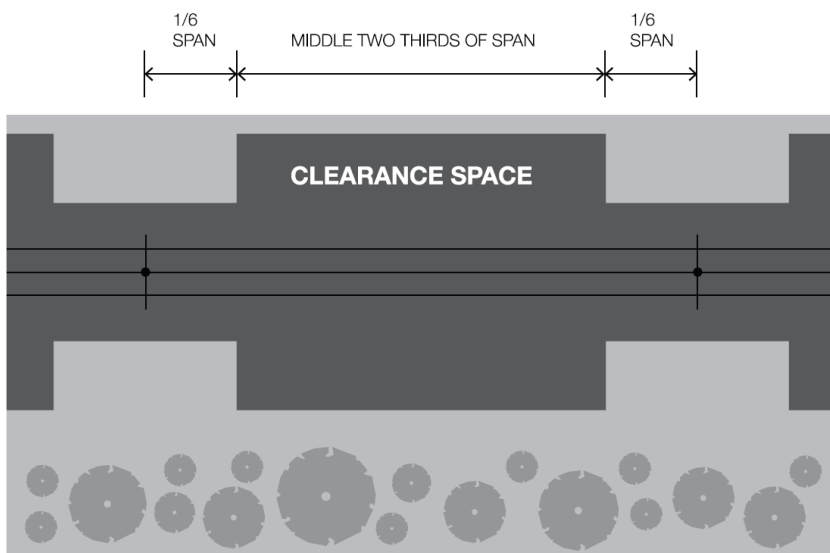 1/6
SPAN
MIDDLE TWO THIRDS OF SPAN
1/6
SPAN
CLEARANCE SPACE